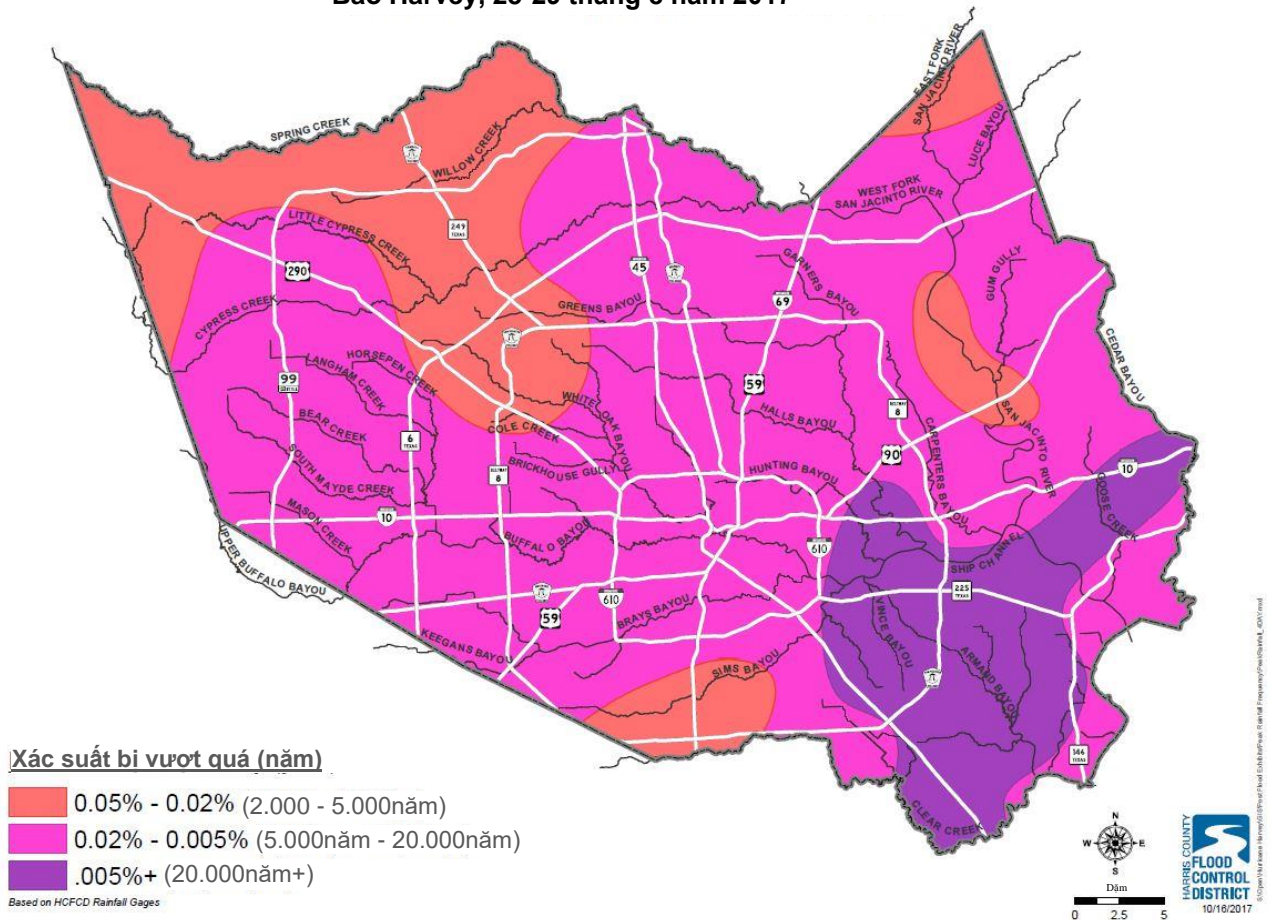 Bão Harvey, 25-29 tháng 8 năm 2017
EAST FORK
SAN JACINTO RIVER
SPRING CREEK
LUCE BAYOU
WILLOW CREEK
WEST FORK
SAN JACINTO RIVER
LITTLE CYPRESS CREEK
249
TEXAS
GUM GULLY
290
45
GARNERS BAYOU
69
CYPRESS CREEK
GREENS BAYOU
CEDAR BAYOU
HORSEPEN CREEK
LANGHAM CREEK
99
59
WHITE OAK BAYOU
HALLS BAYOU
BELTWAY
8
SAN JACINTO RIVER
BEAR CREEK
COLE CREEK
CARPENTERS BAYOU
6
TEXAS
90
SOUTH MAYDE CREEK
BRICKHOUSE GULLY
HUNTING BAYOU
10
BELTWAY
8
GOOSE CREEK
MASON CREEK
10
BUFFALO BAYOU
UPPER BUFFALO BAYOU
610
SHIP CHANNEL
225
TEXAS
59
610
BRAYS BAYOU
VINCE BAYOU
KEEGANS BAYOU
ARMAND BAYOU
SIMS BAYOU
146
TEXAS
CLEAR CREEK
Xác suất bị vượt quá (năm)
0.05% - 0.02% (2.000 - 5.000năm)
0.02% - 0.005% (5.000năm - 20.000năm)
.005%+ (20.000năm+)
Based on HCFCD Rainfall Gages
N
W E
S
Dặm
0 2.5 5
HARRIS COUNTY
FLOOD
CONTROL
DISTRICT
10/16/2017